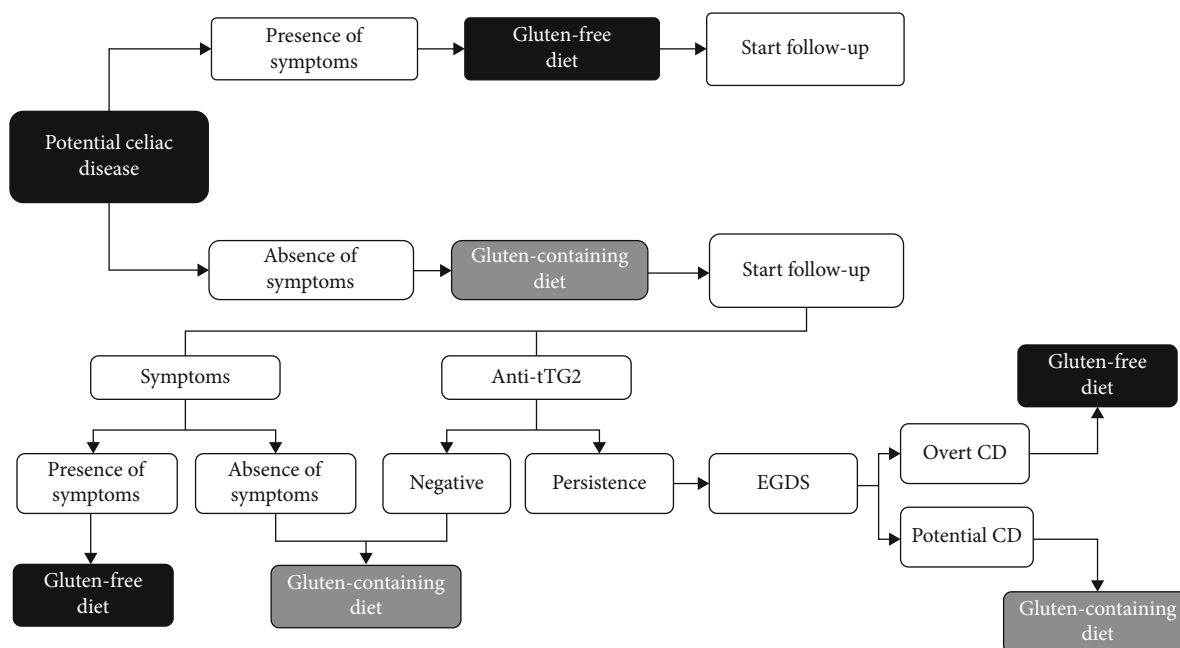 Presence of
symptoms
Gluten-free
diet
Start follow-up
Potential celiac
disease
Absence of
symptoms
Gluten-containing
diet
Start follow-up
Symptoms
Anti-tTG2
Gluten-free
diet
Presence of
symptoms
Absence of
symptoms
Negative
Persistence
EGDS
Overt CD
Potential CD
Gluten-free
diet
Gluten-containing
diet
Gluten-containing
diet